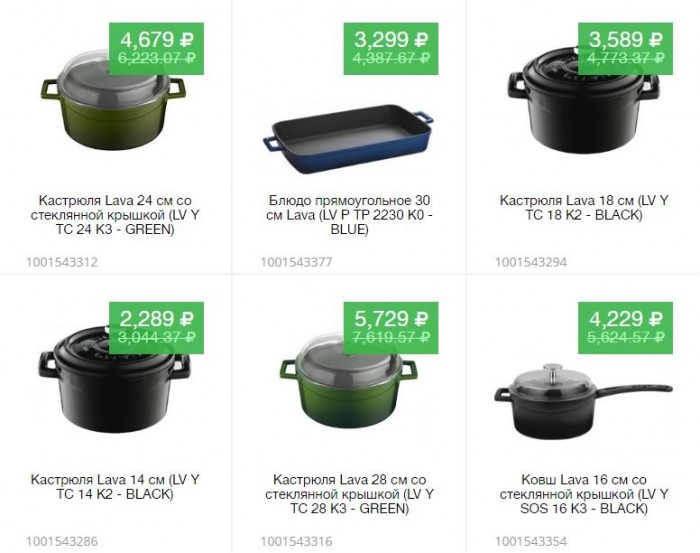 4,679 ₽
6,223.07 ₽
Кастрюля Lava 24 см со
стеклянной крышкой (LV Y
TC 24 K3 - GREEN)
1001543312
3,299 ₽
4,387.67 ₽
Блюдо прямоугольное 30
см Lava (LV P TP 2230 K0 -
BLUE)
1001543377
3,589 ₽
4,773.37 ₽
Кастрюля Lava 18 см (LV Y
TC 18 K2 - BLACK)
1001543294
2,289 ₽
3,044.37 ₽
Кастрюля Lava 14 см (LV Y
TC 14 K2 - BLACK)
1001543286
5,729 ₽
7,619.57 ₽
Кастрюля Lava 28 см со
стеклянной крышкой (LV Y
TC 28 K3 - GREEN)
1001543316
4,229 ₽
5,624.57 ₽
Ковш Lava 16 см со
стеклянной крышкой (LV Y
SOS 16 K3 - BLACK)
1001543354